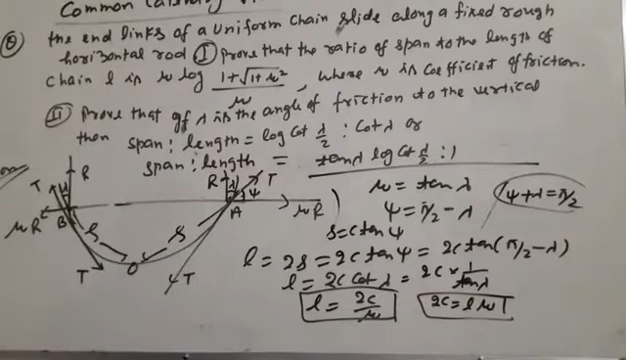 Common Catenary
the end links of a Uniform Chain slide along a fixed rough
horizontal rod (I) prove that the ratio of span to the length of
chain l is μ log 1+√1+μ² / μ, where μ is coefficient of friction.
(II) Prove that if λ is the angle of friction to the vertical
then span : length = log cot λ/2 : cot λ or
span : length = tan λ log cot λ/2 : 1
R T R λ T ψ
μR B A μR
S S
T O T
μ = tan λ ψ+λ = π/2
ψ = π/2 - λ
s = c tan ψ
l = 2s = 2c tan ψ = 2c tan (π/2 - λ)
l = 2c cot λ = 2c × 1/tan λ
l = 2c/μ 2c = lμ